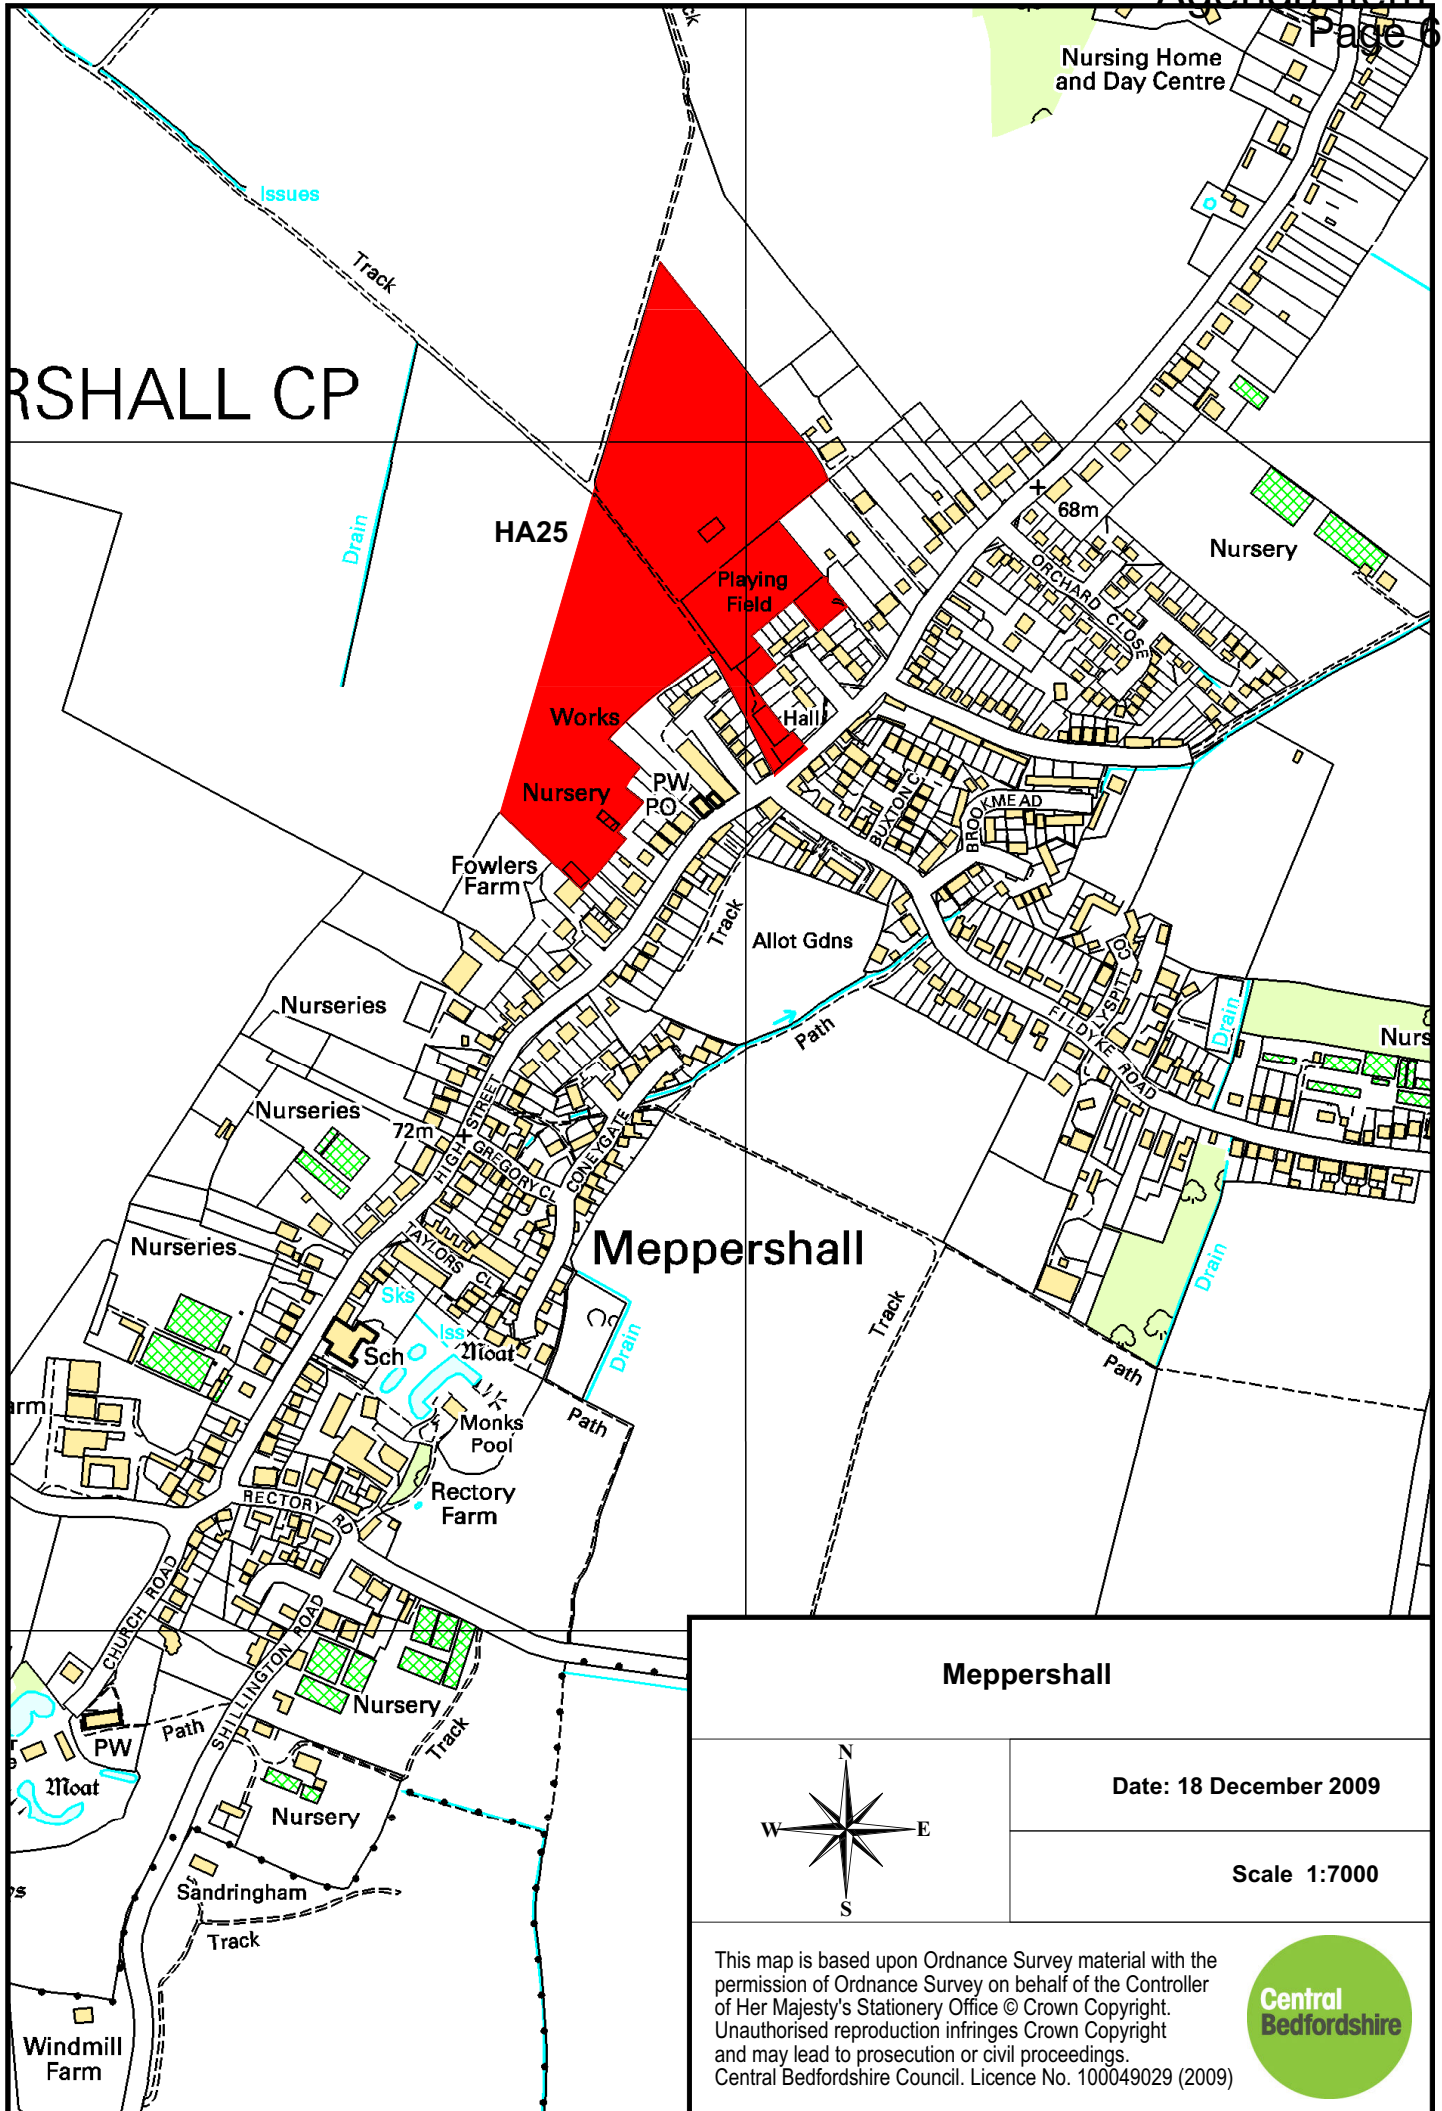 Page 6
Nursing Home
and Day Centre
Issues
Track
RSHALL CP
Drain
HA25
68m
Nursery
ORCHARD CLOSE
Playing
Field
Works
Hall
Nursery
PW
PO
BUXTON CL
BROOKMEAD
Fowlers
Farm
Track
Allot Gdns
Path
FILDYKE ROAD
Drain
Nurs
Nurseries
Nurseries
72m
HIGH STREET
GREGORY CL
CONEYGATE
TAYLORS CL
Nurseries
Meppershall
Drain
Sks
Iss
Moat
Sch
Drain
Track
Path
arm
Monks
Pool
Path
Rectory
Farm
RECTORY RD
CHURCH ROAD
SHILLINGTON ROAD
Nursery
Path
PW
Track
Moat
Nursery
Sandringham
Track
Windmill
Farm
Meppershall
N
W
E
S
Date: 18 December 2009
Scale 1:7000
This map is based upon Ordnance Survey material with the
permission of Ordnance Survey on behalf of the Controller
of Her Majesty's Stationery Office © Crown Copyright.
Unauthorised reproduction infringes Crown Copyright
and may lead to prosecution or civil proceedings.
Central Bedfordshire Council. Licence No. 100049029 (2009)
Central
Bedfordshire